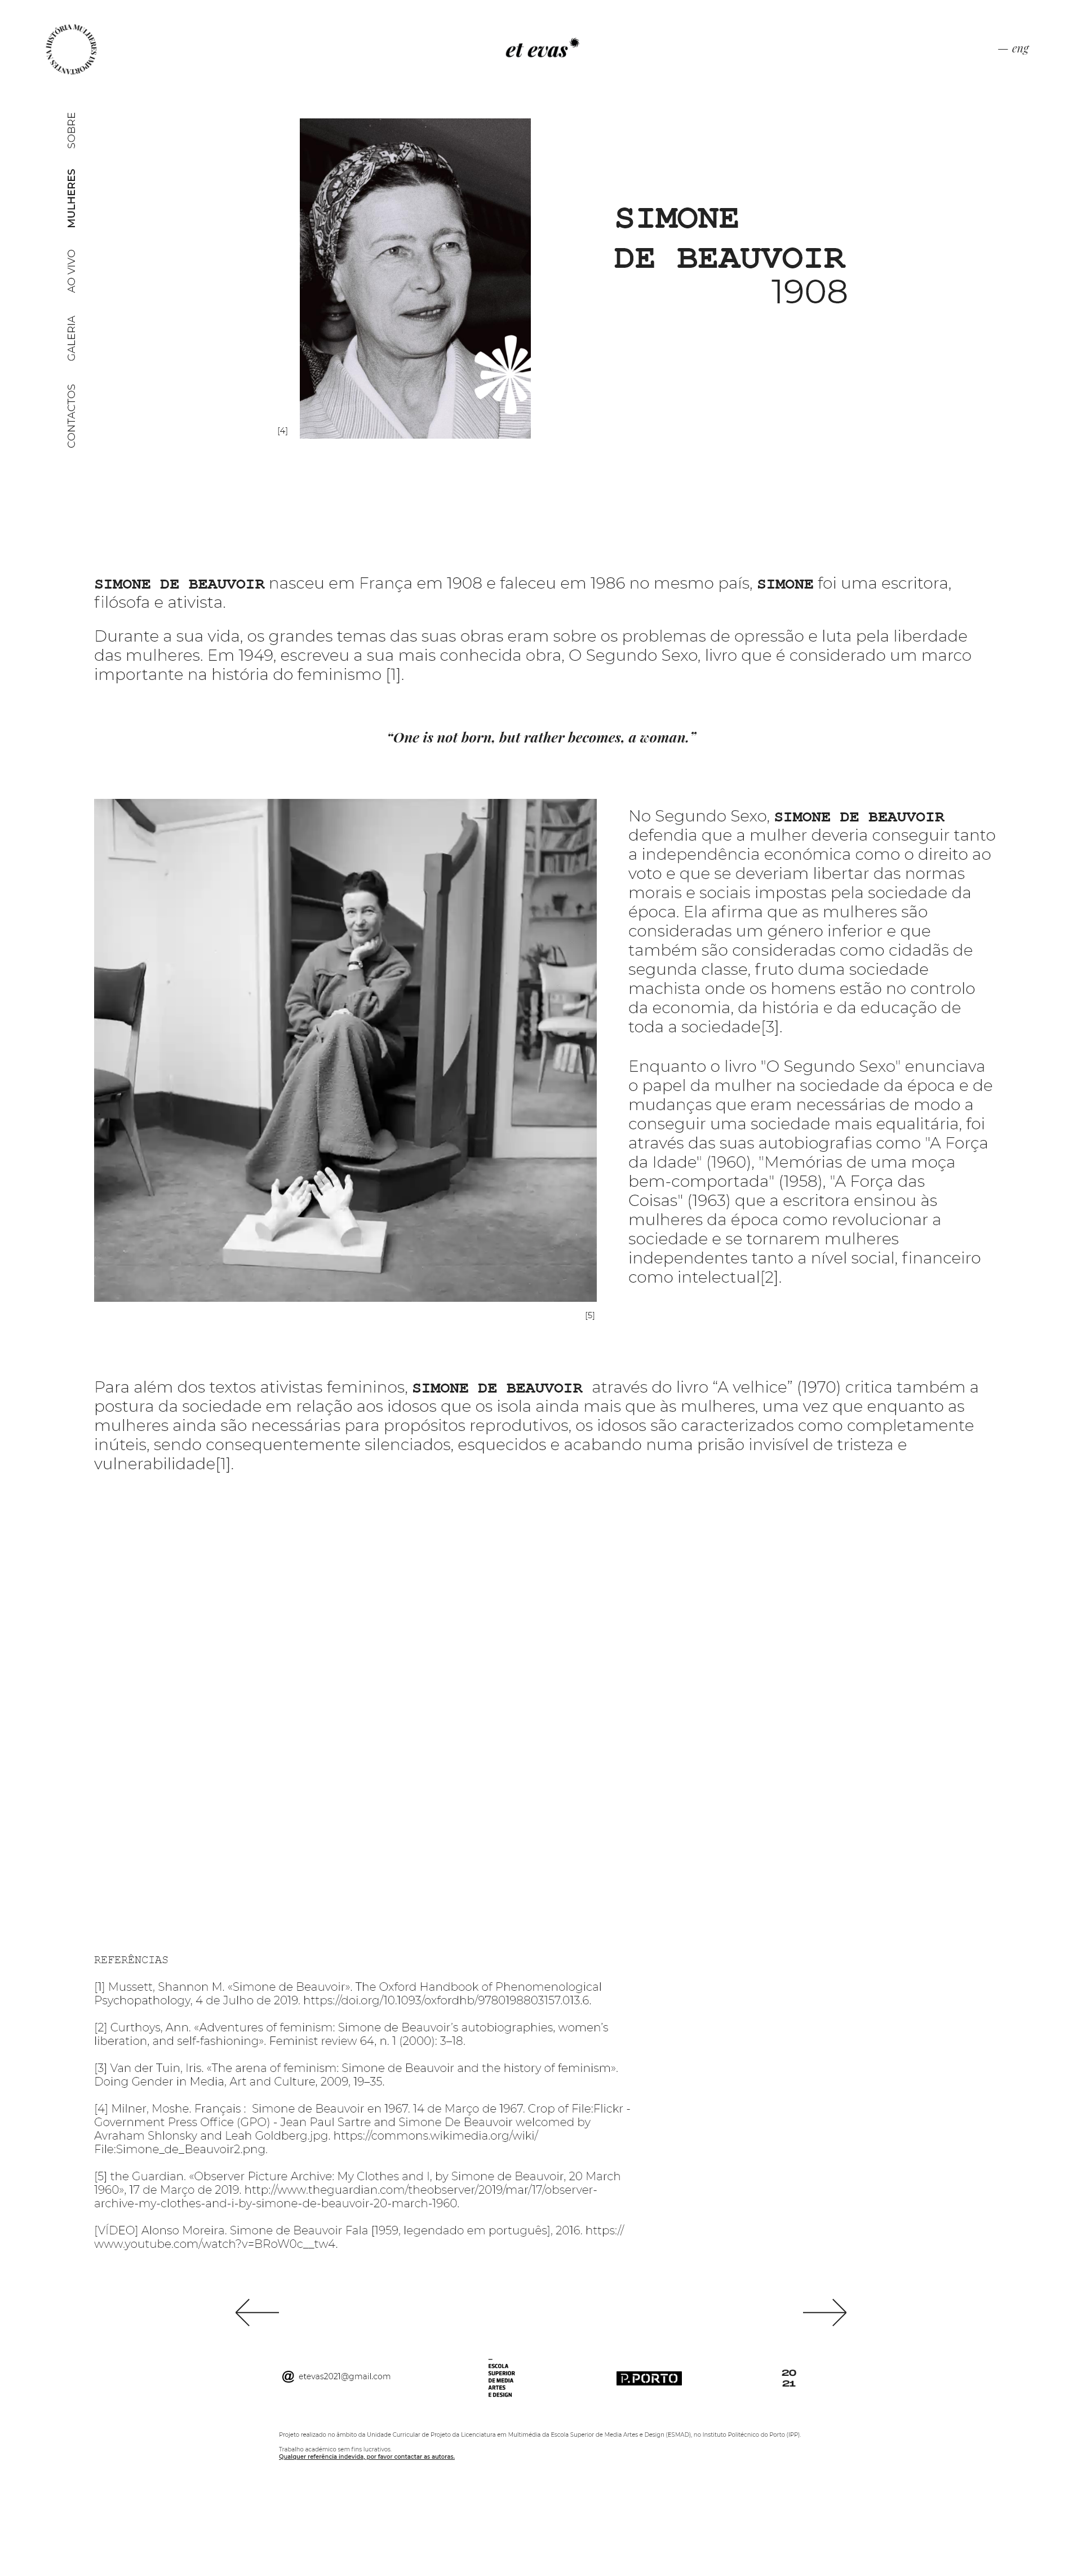 MULHERES IMPORTANTES NA HISTÓRIA
et evas
— eng
SOBRE
MULHERES
AO VIVO
GALERIA
CONTACTOS
SIMONE
DE BEAUVOIR
1908
[4]
SIMONE DE BEAUVOIR nasceu em França em 1908 e faleceu em 1986 no mesmo país, SIMONE foi uma escritora,
filósofa e ativista.
Durante a sua vida, os grandes temas das suas obras eram sobre os problemas de opressão e luta pela liberdade
das mulheres. Em 1949, escreveu a sua mais conhecida obra, O Segundo Sexo, livro que é considerado um marco
importante na história do feminismo [1].
“One is not born, but rather becomes, a woman.”
No Segundo Sexo, SIMONE DE BEAUVOIR
defendia que a mulher deveria conseguir tanto
a independência económica como o direito ao
voto e que se deveriam libertar das normas
morais e sociais impostas pela sociedade da
época. Ela afirma que as mulheres são
consideradas um género inferior e que
também são consideradas como cidadãs de
segunda classe, fruto duma sociedade
machista onde os homens estão no controlo
da economia, da história e da educação de
toda a sociedade[3].
Enquanto o livro "O Segundo Sexo" enunciava
o papel da mulher na sociedade da época e de
mudanças que eram necessárias de modo a
conseguir uma sociedade mais equalitária, foi
através das suas autobiografias como "A Força
da Idade" (1960), "Memórias de uma moça
bem-comportada" (1958), "A Força das
Coisas" (1963) que a escritora ensinou às
mulheres da época como revolucionar a
sociedade e se tornarem mulheres
independentes tanto a nível social, financeiro
como intelectual[2].
[5]
Para além dos textos ativistas femininos, SIMONE DE BEAUVOIR através do livro “A velhice” (1970) critica também a
postura da sociedade em relação aos idosos que os isola ainda mais que às mulheres, uma vez que enquanto as
mulheres ainda são necessárias para propósitos reprodutivos, os idosos são caracterizados como completamente
inúteis, sendo consequentemente silenciados, esquecidos e acabando numa prisão invisível de tristeza e
vulnerabilidade[1].
REFERÊNCIAS
[1] Mussett, Shannon M. «Simone de Beauvoir». The Oxford Handbook of Phenomenological
Psychopathology, 4 de Julho de 2019. https://doi.org/10.1093/oxfordhb/9780198803157.013.6.
[2] Curthoys, Ann. «Adventures of feminism: Simone de Beauvoir’s autobiographies, women’s
liberation, and self-fashioning». Feminist review 64, n. 1 (2000): 3–18.
[3] Van der Tuin, Iris. «The arena of feminism: Simone de Beauvoir and the history of feminism».
Doing Gender in Media, Art and Culture, 2009, 19–35.
[4] Milner, Moshe. Français : Simone de Beauvoir en 1967. 14 de Março de 1967. Crop of File:Flickr -
Government Press Office (GPO) - Jean Paul Sartre and Simone De Beauvoir welcomed by
Avraham Shlonsky and Leah Goldberg.jpg. https://commons.wikimedia.org/wiki/
File:Simone_de_Beauvoir2.png.
[5] the Guardian. «Observer Picture Archive: My Clothes and I, by Simone de Beauvoir, 20 March
1960», 17 de Março de 2019. http://www.theguardian.com/theobserver/2019/mar/17/observer-
archive-my-clothes-and-i-by-simone-de-beauvoir-20-march-1960.
[VÍDEO] Alonso Moreira. Simone de Beauvoir Fala [1959, legendado em português], 2016. https://
www.youtube.com/watch?v=BRoW0c__tw4.
@ etevas2021@gmail.com
ESCOLA
SUPERIOR
DE MEDIA
ARTES
E DESIGN
P.PORTO
20
21
Projeto realizado no âmbito da Unidade Curricular de Projeto da Licenciatura em Multimédia da Escola Superior de Media Artes e Design (ESMAD), no Instituto Politécnico do Porto (IPP).
Trabalho académico sem fins lucrativos.
Qualquer referência indevida, por favor contactar as autoras.